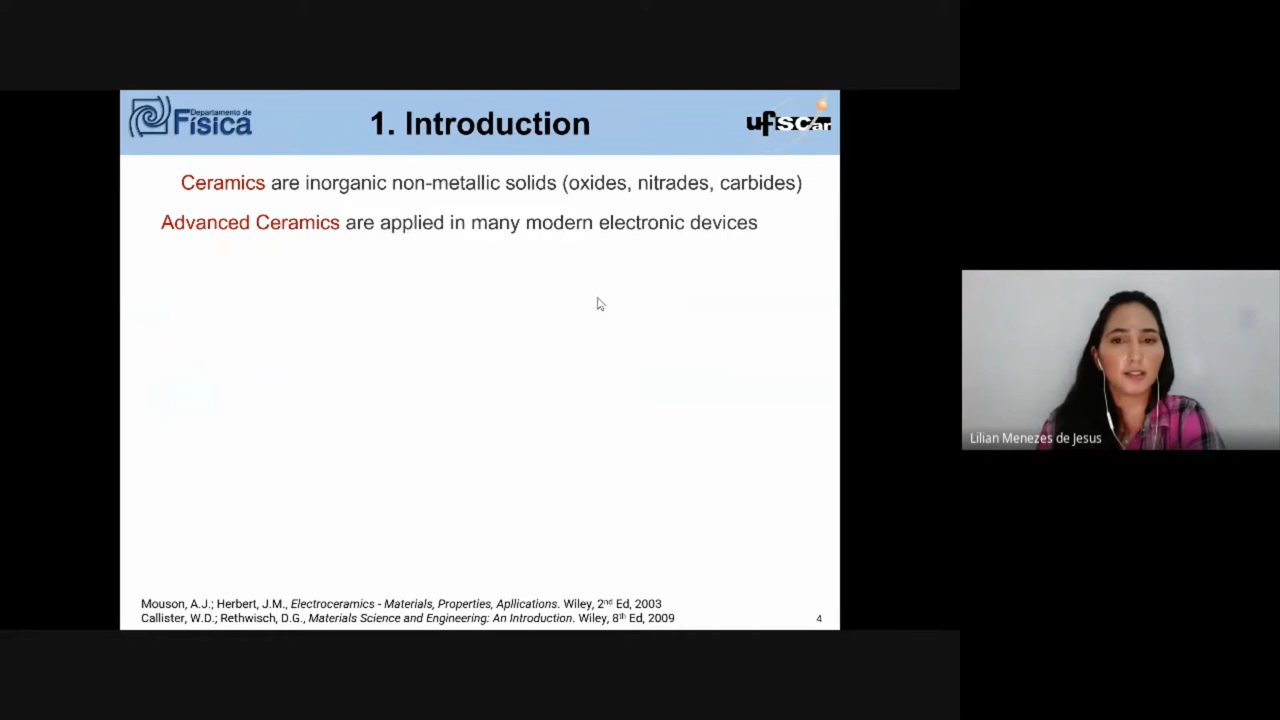 Departamento de
Física
1. Introduction
ufscar
Ceramics are inorganic non-metallic solids (oxides, nitrades, carbides)
Advanced Ceramics are applied in many modern electronic devices
Lilian Menezes de Jesus
Mouson, A.J.; Herbert, J.M., Electroceramics - Materials, Properties, Apllications. Wiley, 2nd Ed, 2003
Callister, W.D.; Rethwisch, D.G., Materials Science and Engineering: An Introduction. Wiley, 8th Ed, 2009
4